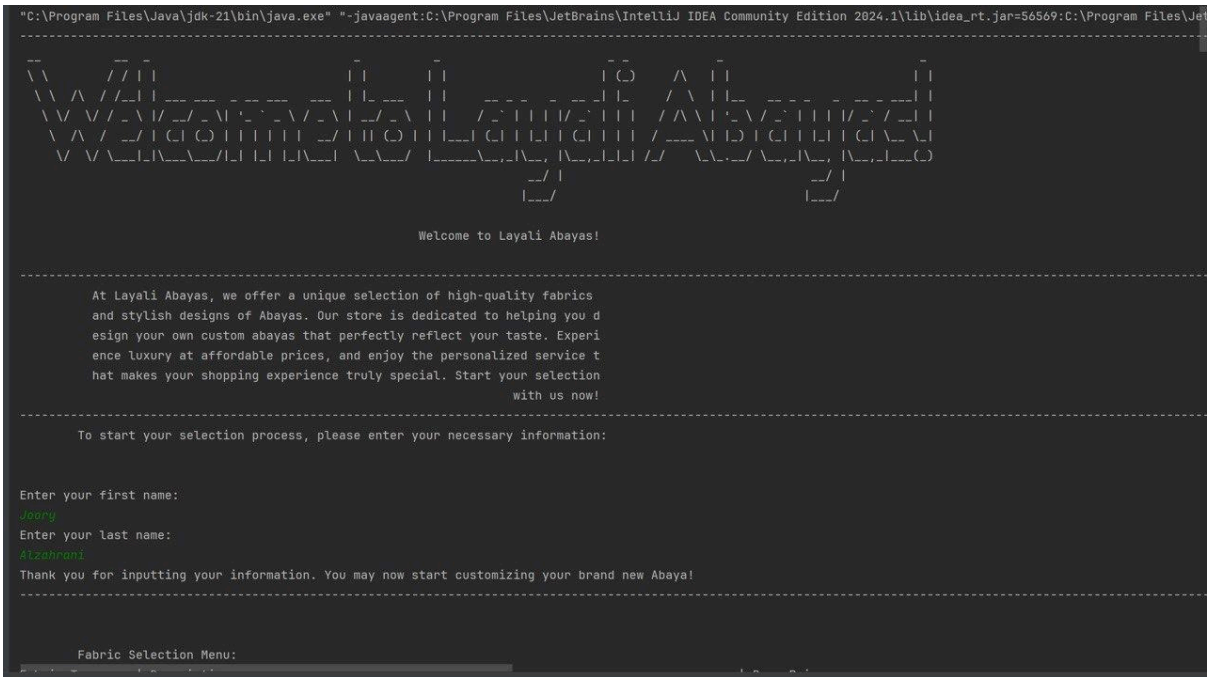 "C:\Program Files\Java\jdk-21\bin\java.exe" "-javaagent:C:\Program Files\JetBrains\IntelliJ IDEA Community Edition 2024.1\lib\idea_rt.jar=56569:C:\Program Files\Jet
Welcome to Layali Abayas!
Welcome to Layali Abayas!
At Layali Abayas, we offer a unique selection of high-quality fabrics
and stylish designs of Abayas. Our store is dedicated to helping you d
esign your own custom abayas that perfectly reflect your taste. Experi
ence luxury at affordable prices, and enjoy the personalized service t
hat makes your shopping experience truly special. Start your selection
with us now!
To start your selection process, please enter your necessary information:
Enter your first name:
Joory
Enter your last name:
Alzahrani
Thank you for inputting your information. You may now start customizing your brand new Abaya!
Fabric Selection Menu: